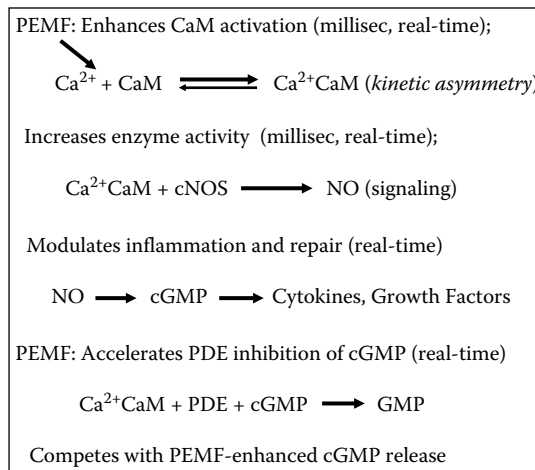 PEMF: Enhances CaM activation (millisec, real-time);
Ca²⁺ + CaM ⇌ Ca²⁺CaM (kinetic asymmetry)
Increases enzyme activity (millisec, real-time);
Ca²⁺CaM + cNOS → NO (signaling)
Modulates inflammation and repair (real-time)
NO → cGMP → Cytokines, Growth Factors
PEMF: Accelerates PDE inhibition of cGMP (real-time)
Ca²⁺CaM + PDE + cGMP → GMP
Competes with PEMF-enhanced cGMP release